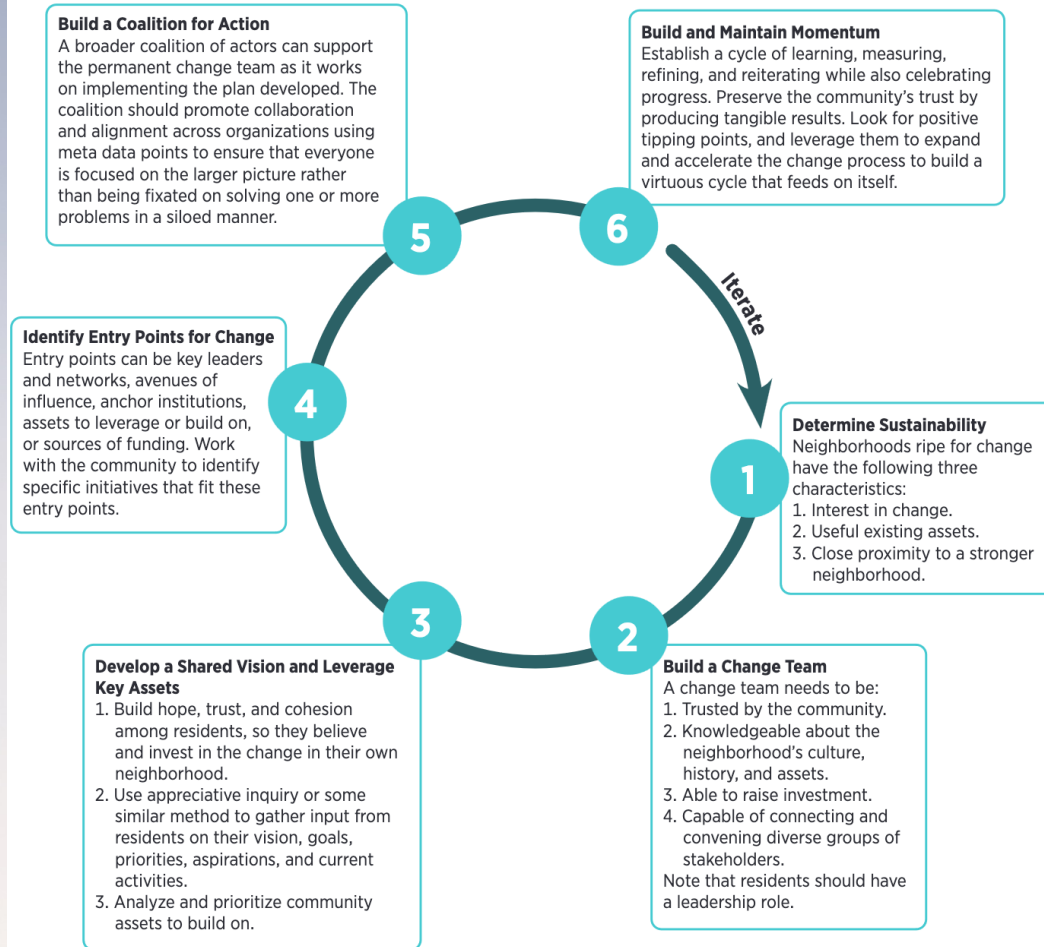 Build a Coalition for Action
A broader coalition of actors can support
the permanent change team as it works
on implementing the plan developed. The
coalition should promote collaboration
and alignment across organizations using
meta data points to ensure that everyone
is focused on the larger picture rather
than being fixated on solving one or more
problems in a siloed manner.
5
Build and Maintain Momentum
Establish a cycle of learning, measuring,
refining, and reiterating while also celebrating
progress. Preserve the community’s trust by
producing tangible results. Look for positive
tipping points, and leverage them to expand
and accelerate the change process to build a
virtuous cycle that feeds on itself.
6
Iterate
Identify Entry Points for Change
Entry points can be key leaders
and networks, avenues of
influence, anchor institutions,
assets to leverage or build on,
or sources of funding. Work
with the community to identify
specific initiatives that fit these
entry points.
4
1
Determine Sustainability
Neighborhoods ripe for change
have the following three
characteristics:
1. Interest in change.
2. Useful existing assets.
3. Close proximity to a stronger
neighborhood.
3
Develop a Shared Vision and Leverage
Key Assets
1. Build hope, trust, and cohesion
among residents, so they believe
and invest in the change in their own
neighborhood.
2. Use appreciative inquiry or some
similar method to gather input from
residents on their vision, goals,
priorities, aspirations, and current
activities.
3. Analyze and prioritize community
assets to build on.
2
Build a Change Team
A change team needs to be:
1. Trusted by the community.
2. Knowledgeable about the
neighborhood’s culture,
history, and assets.
3. Able to raise investment.
4. Capable of connecting and
convening diverse groups of
stakeholders.
Note that residents should have
a leadership role.